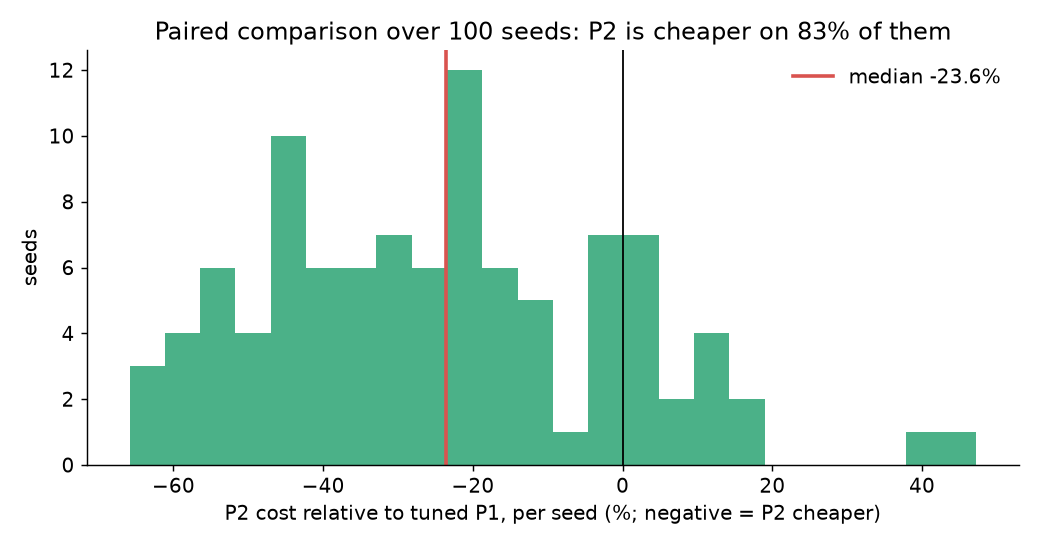 Paired comparison over 100 seeds: P2 is cheaper on 83% of them
median -23.6%
12
10
8
6
4
2
0
seeds
−60 −40 −20 0 20 40
P2 cost relative to tuned P1, per seed (%; negative = P2 cheaper)